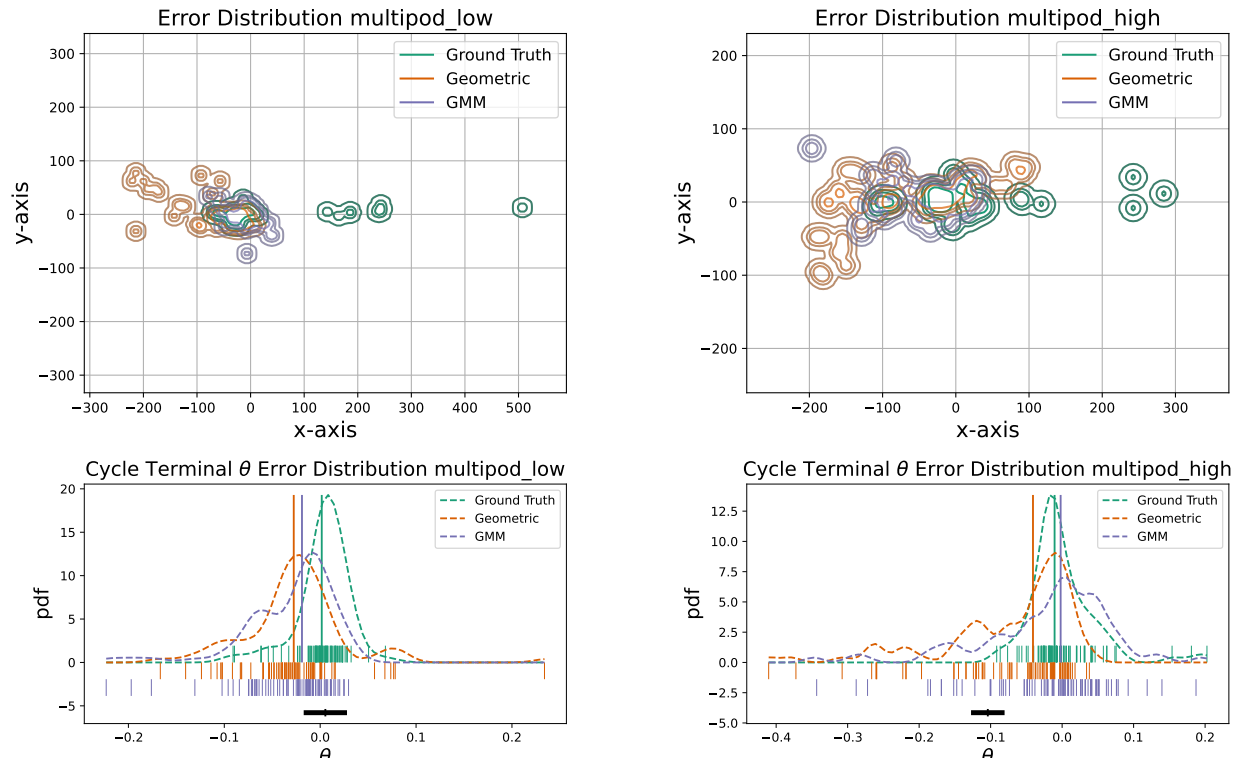 Error Distribution multipod_low
300
200
100
0
−100
−200
−300
y-axis
−300 −200 −100 0 100 200 300 400 500
x-axis
Ground Truth
Geometric
GMM
Error Distribution multipod_high
200
100
0
−100
−200
y-axis
−200 −100 0 100 200 300
x-axis
Ground Truth
Geometric
GMM
Cycle Terminal θ Error Distribution multipod_low
20
15
10
5
0
−5
pdf
−0.2 −0.1 0.0 0.1 0.2
θ
Ground Truth
Geometric
GMM
Cycle Terminal θ Error Distribution multipod_high
12.5
10.0
7.5
5.0
2.5
0.0
−2.5
−5.0
pdf
−0.4 −0.3 −0.2 −0.1 0.0 0.1 0.2
θ
Ground Truth
Geometric
GMM